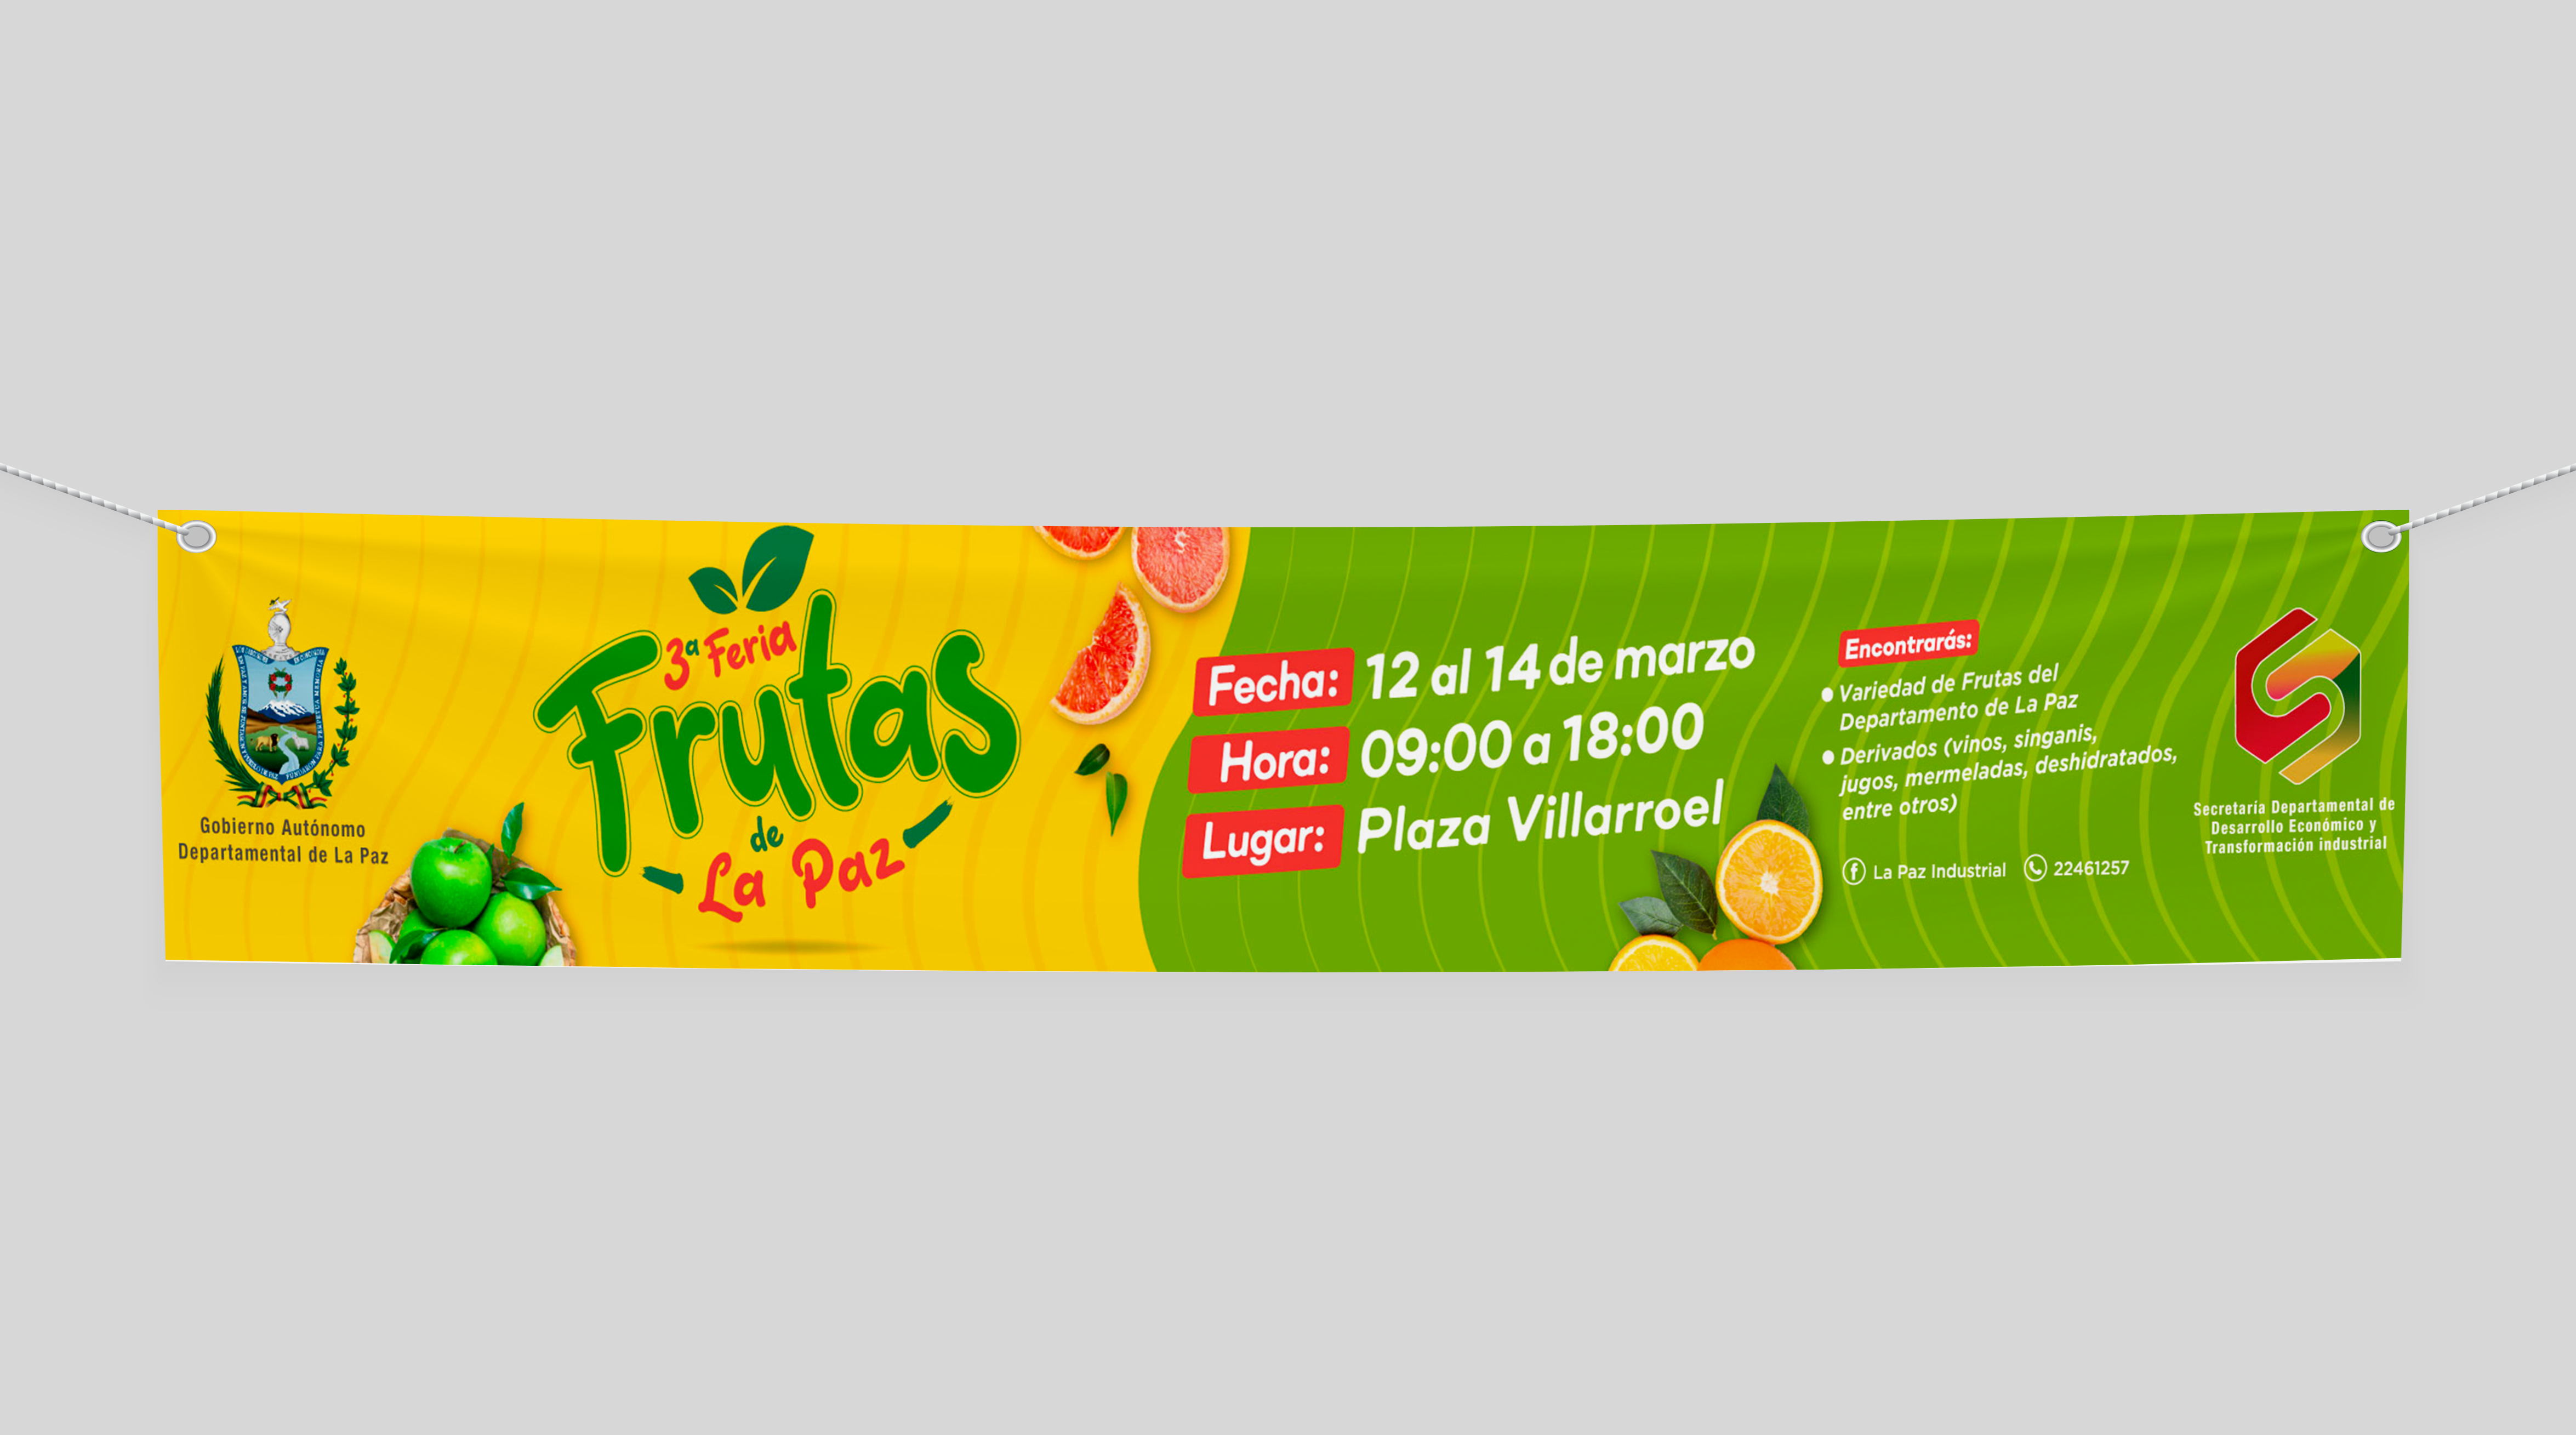 Gobierno Autónomo
Departamental de La Paz
3ª Feria
Frutas
de
La Paz
Fecha: 12 al 14 de marzo
Hora: 09:00 a 18:00
Lugar: Plaza Villarroel
Encontrarás:
• Variedad de Frutas del
Departamento de La Paz
• Derivados (vinos, singanis,
jugos, mermeladas, deshidratados,
entre otros)
La Paz Industrial 22461257
Secretaría Departamental de
Desarrollo Económico y
Transformación industrial